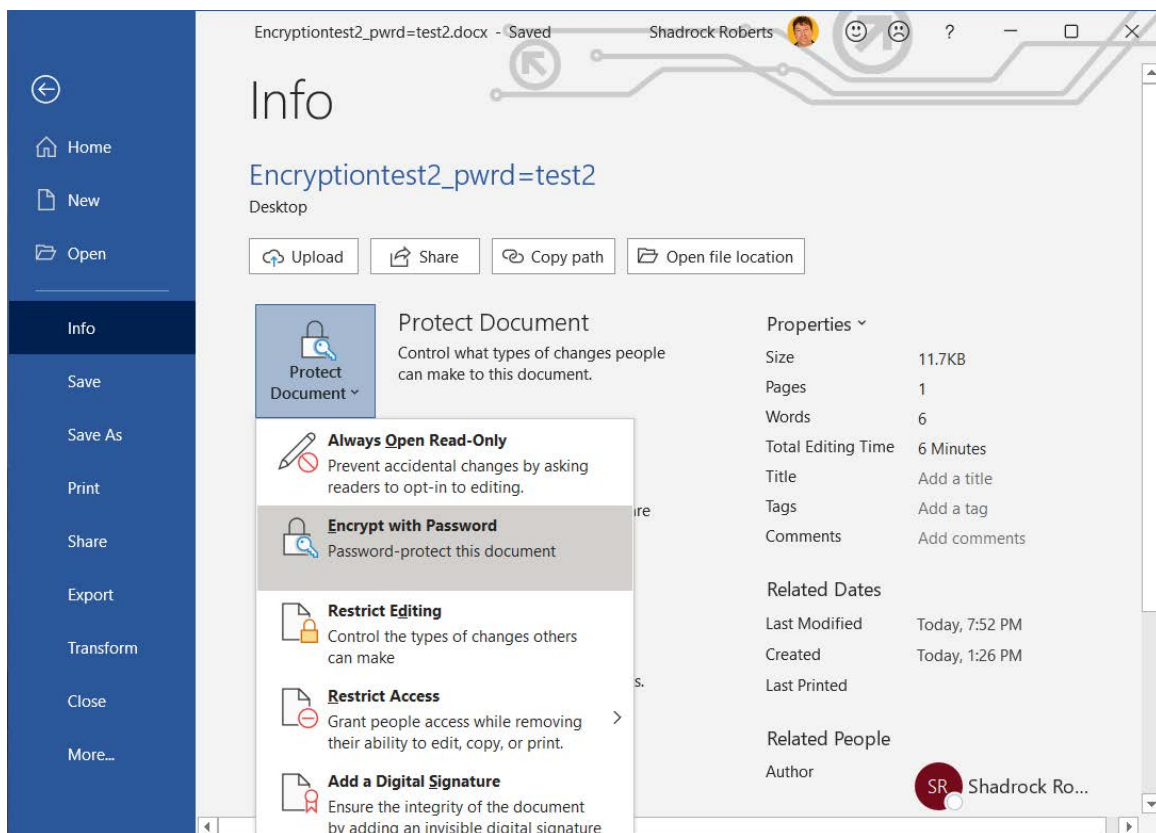 Encryptiontest2_pwrd=test2.docx - Saved
Shadrock Roberts
?
Info
Home
New
Open
Info
Save
Save As
Print
Share
Export
Transform
Close
More...
Encryptiontest2_pwrd=test2
Desktop
Upload
Share
Copy path
Open file location
Protect
Document
Protect Document
Control what types of changes people
can make to this document.
Always Open Read-Only
Prevent accidental changes by asking
readers to opt-in to editing.
Encrypt with Password
Password-protect this document
Restrict Editing
Control the types of changes others
can make
Restrict Access
Grant people access while removing
their ability to edit, copy, or print.
Add a Digital Signature
Ensure the integrity of the document
by adding an invisible digital signature
re
s.
Properties
Size 11.7KB
Pages 1
Words 6
Total Editing Time 6 Minutes
Title Add a title
Tags Add a tag
Comments Add comments
Related Dates
Last Modified Today, 7:52 PM
Created Today, 1:26 PM
Last Printed
Related People
Author
SR Shadrock Ro...